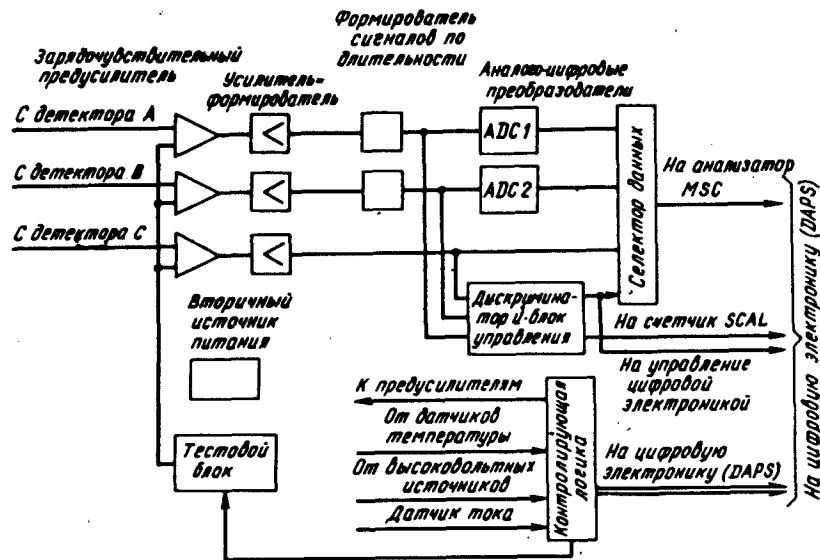 Формирователь
сигналов по
длительности
Зарядочувствительный
предусилитель
Усилитель-
формирователь
Аналого-цифровые
преобразователи
С детектора А
С детектора В
С детектора С
ADC1
ADC2
Селектор данных
На анализатор
MSC
Дискримина-
тор и блок
управления
На счетчик SCAL
На управление
цифровой
электроникой
На цифровую электронику (DAPS)
Вторичный
источник
питания
Тестовой
блок
К предусилителям
От датчиков
температуры
От высоковольтных
источников
Датчик тока
Контролирующая
логика
На цифровую
электронику (DAPS)